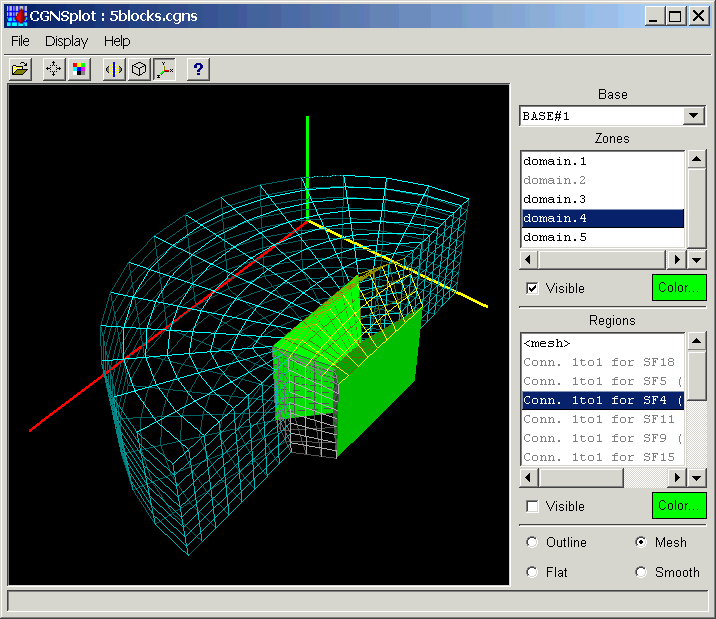 CGNSplot : 5blocks.cgns
File Display Help
?
Base
BASE#1
Zones
domain.1
domain.2
domain.3
domain.4
domain.5
Visible Color...
Regions
<mesh>
Conn. 1to1 for SF18
Conn. 1to1 for SF5 (
Conn. 1to1 for SF4 (
Conn. 1to1 for SF11
Conn. 1to1 for SF9 (
Conn. 1to1 for SF15
Visible Color...
Outline Mesh
Flat Smooth